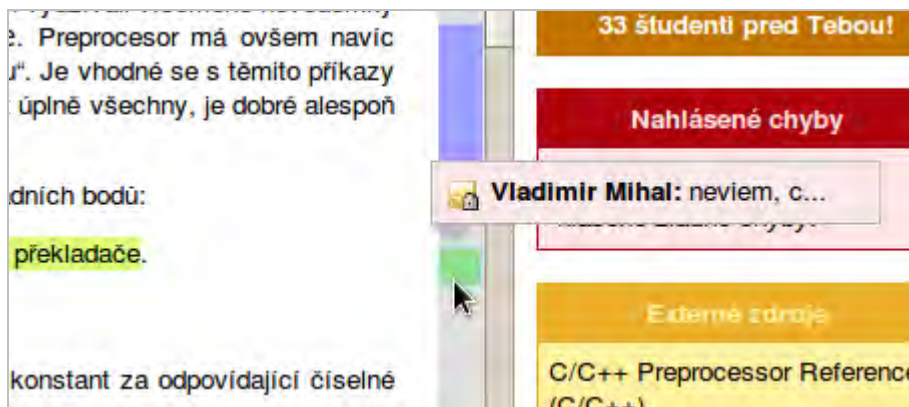 e. Preprocesor má ovšem navíc
u“. Je vhodné se s těmito příkazy
úplně všechny, je dobré alespoň
dních bodů:
překladače.
konstant za odpovídající číselné
33 študenti pred Tebou!
Nahlásené chyby
Vladimir Mihal: neviem, c...
Externé zdroje
C/C++ Preprocessor Reference
(C/C++)